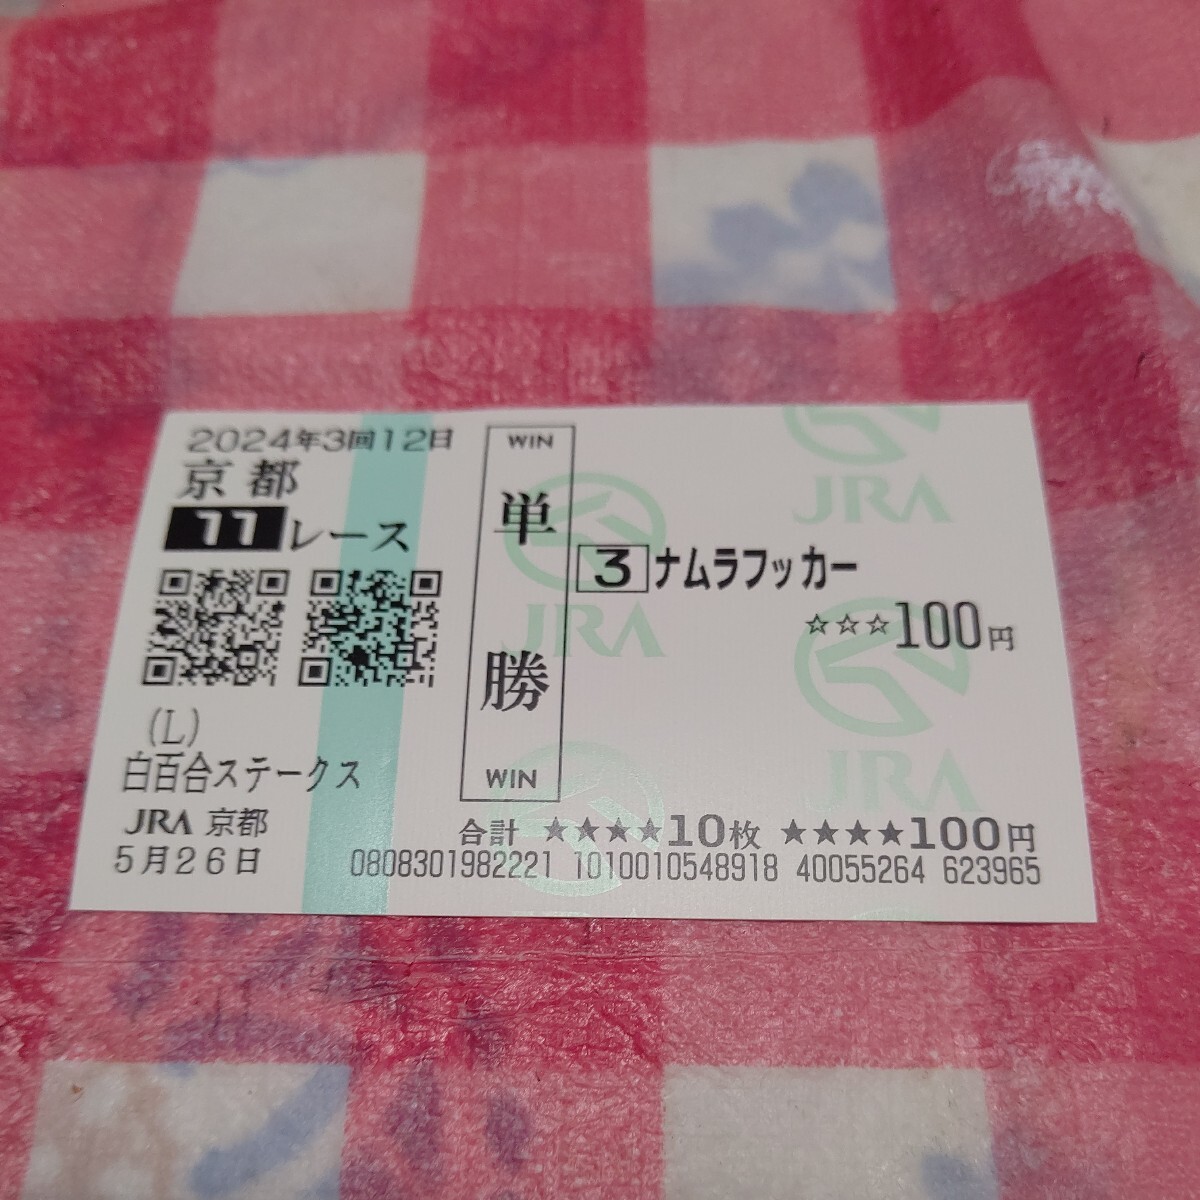 2024年3回12日
京都
11レース
(L)
白百合ステークス
JRA 京都
5月26日
WIN
単勝
WIN
3 ナムラフッカー
☆☆☆100円
合計 ★★★★10枚 ★★★★100円
0808301982221 1010010548918 40055264 623965
JRA
JRA
JRA